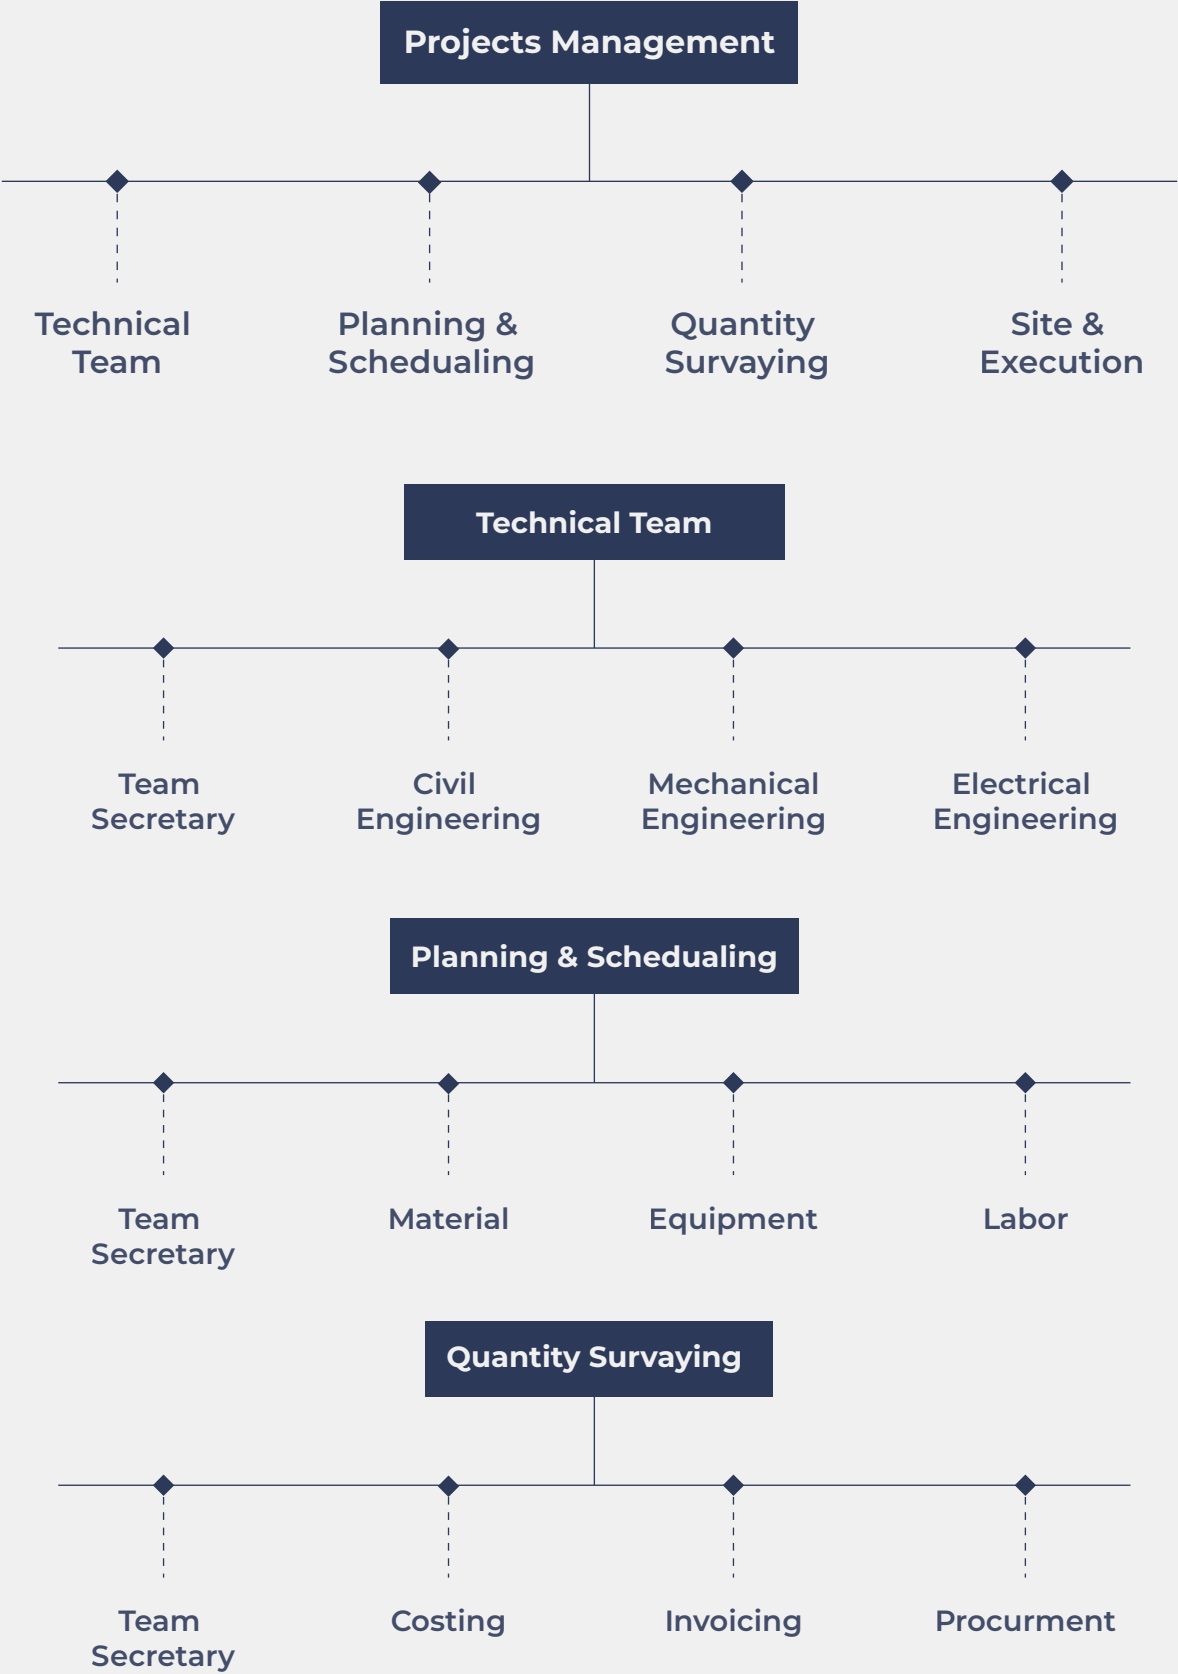 Projects Management
Technical
Team
Planning &
Schedualing
Quantity
Survaying
Site &
Execution
Technical Team
Team
Secretary
Civil
Engineering
Mechanical
Engineering
Electrical
Engineering
Planning & Schedualing
Team
Secretary
Material
Equipment
Labor
Quantity Survaying
Team
Secretary
Costing
Invoicing
Procurment